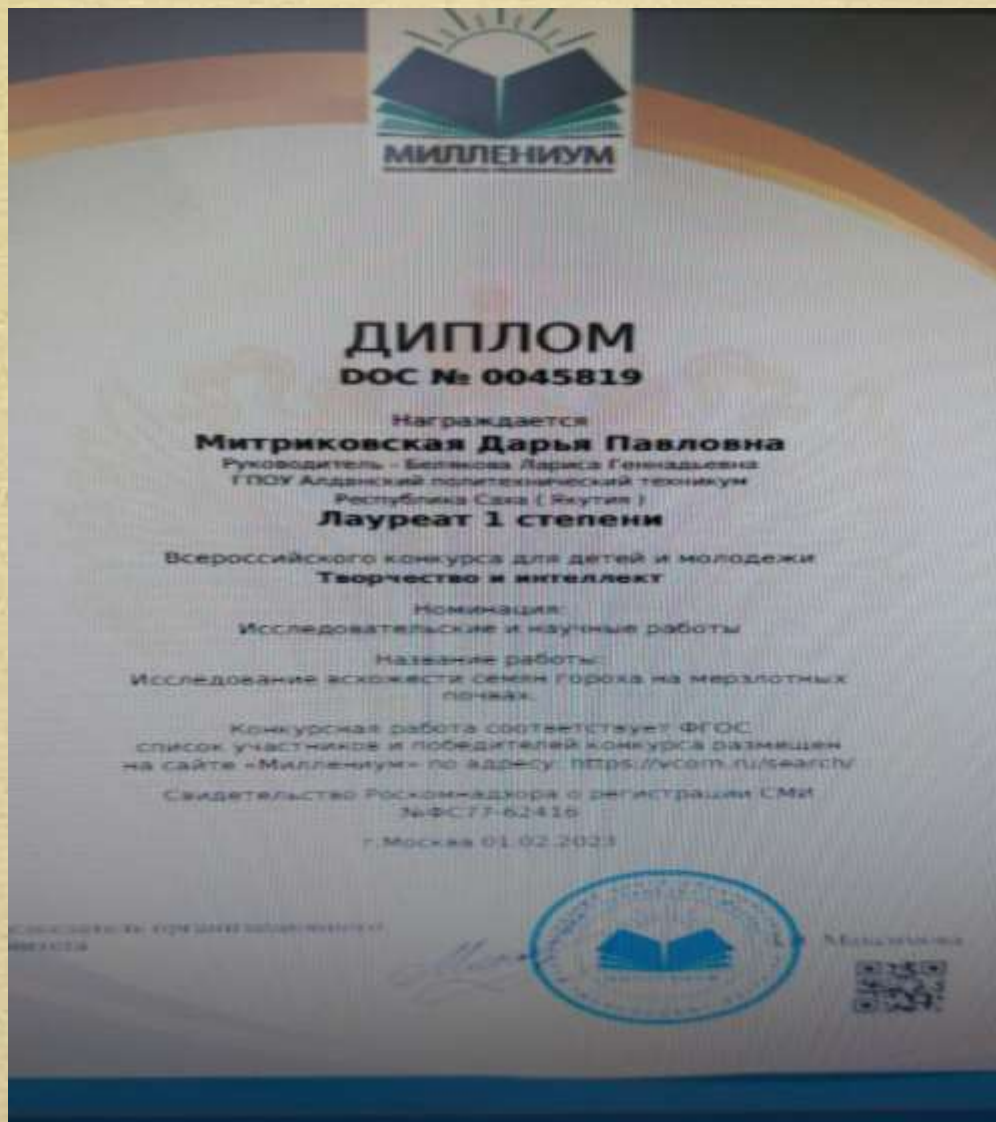 МИЛЛЕНИУМ
ДИПЛОМ
DOC № 0045819
Награждается
Митриковская Дарья Павловна
Руководитель - Белякова Лариса Геннадьевна
ГПОУ Алданский политехнический техникум
Республика Саха ( Якутия )
Лауреат 1 степени
Всероссийского конкурса для детей и молодежи
Творчество и интеллект
Номинация:
Исследовательские и научные работы
Название работы:
Исследование всхожести семян гороха на мерзлотных
почвах.
Конкурсная работа соответствует ФГОС
список участников и победителей конкурса размещен
на сайте «Миллениум» по адресу: https://vcom.ru/search/
Свидетельство Роскомнадзора о регистрации СМИ
№ФС77-62416
г.Москва 01.02.2023